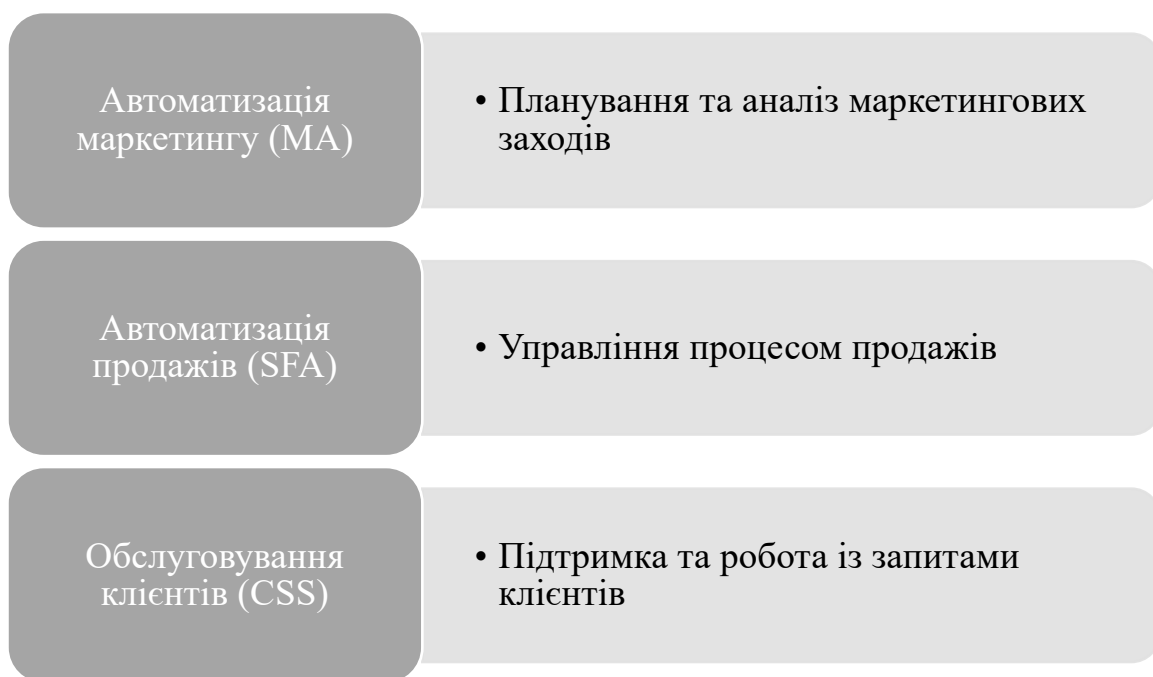 Автоматизація
маркетингу (МА)
• Планування та аналіз маркетингових
заходів
Автоматизація
продажів (SFA)
• Управління процесом продажів
Обслуговування
клієнтів (CSS)
• Підтримка та робота із запитами
клієнтів